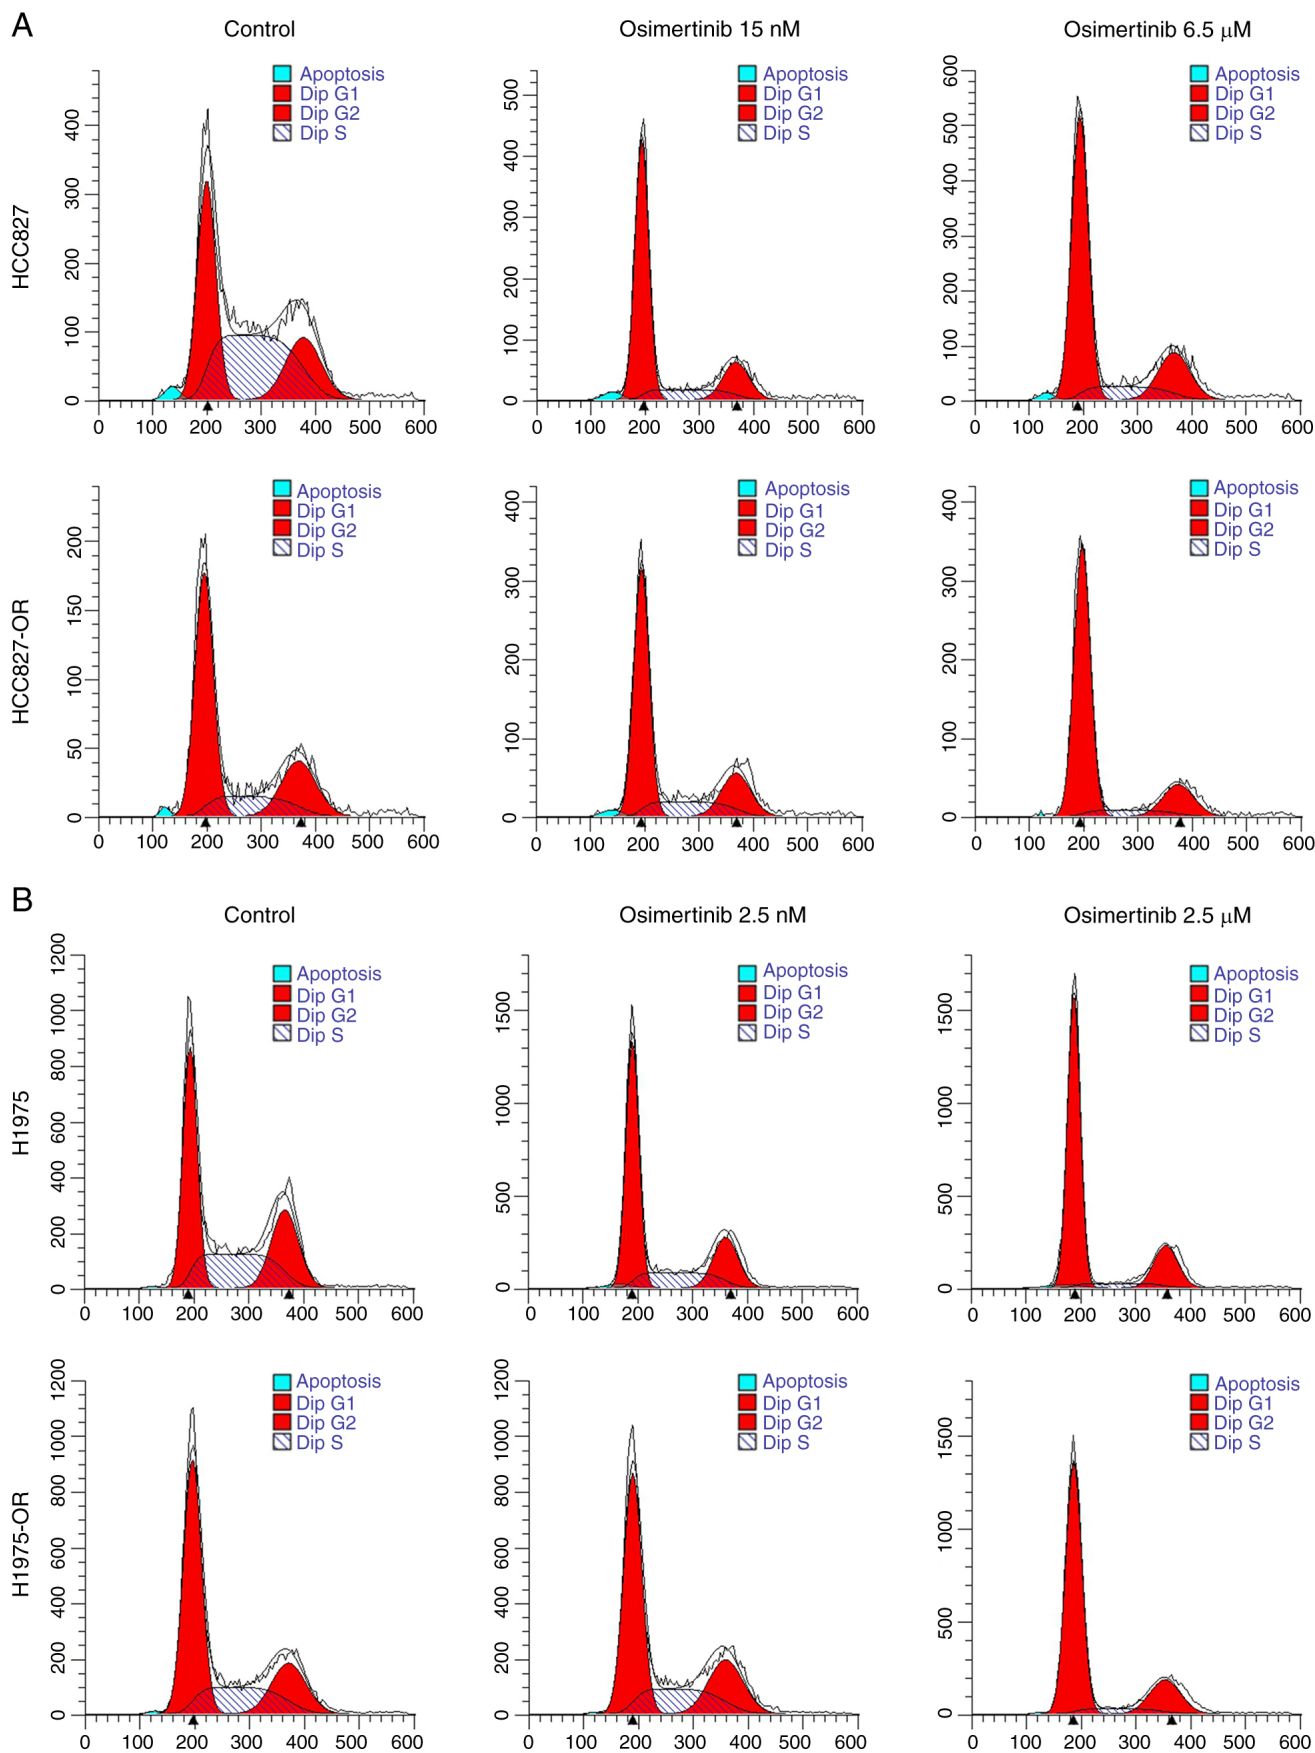 A
Control
Osimertinib 15 nM
Osimertinib 6.5 μM
HCC827
Apoptosis
Dip G1
Dip G2
Dip S
0 100 200 300 400
0 100 200 300 400 500 600
Apoptosis
Dip G1
Dip G2
Dip S
0 100 200 300 400 500
0 100 200 300 400 500 600
Apoptosis
Dip G1
Dip G2
Dip S
0 100 200 300 400 500 600
0 100 200 300 400 500 600
HCC827-OR
Apoptosis
Dip G1
Dip G2
Dip S
0 50 100 150 200
0 100 200 300 400 500 600
Apoptosis
Dip G1
Dip G2
Dip S
0 100 200 300 400
0 100 200 300 400 500 600
Apoptosis
Dip G1
Dip G2
Dip S
0 100 200 300 400
0 100 200 300 400 500 600
B
Control
Osimertinib 2.5 nM
Osimertinib 2.5 μM
H1975
Apoptosis
Dip G1
Dip G2
Dip S
0 200 400 600 800 1000 1200
0 100 200 300 400 500 600
Apoptosis
Dip G1
Dip G2
Dip S
0 500 1000 1500
0 100 200 300 400 500 600
Apoptosis
Dip G1
Dip G2
Dip S
0 500 1000 1500
0 100 200 300 400 500 600
H1975-OR
Apoptosis
Dip G1
Dip G2
Dip S
0 200 400 600 800 1000 1200
0 100 200 300 400 500 600
Apoptosis
Dip G1
Dip G2
Dip S
0 200 400 600 800 1000 1200
0 100 200 300 400 500 600
Apoptosis
Dip G1
Dip G2
Dip S
0 500 1000 1500
0 100 200 300 400 500 600